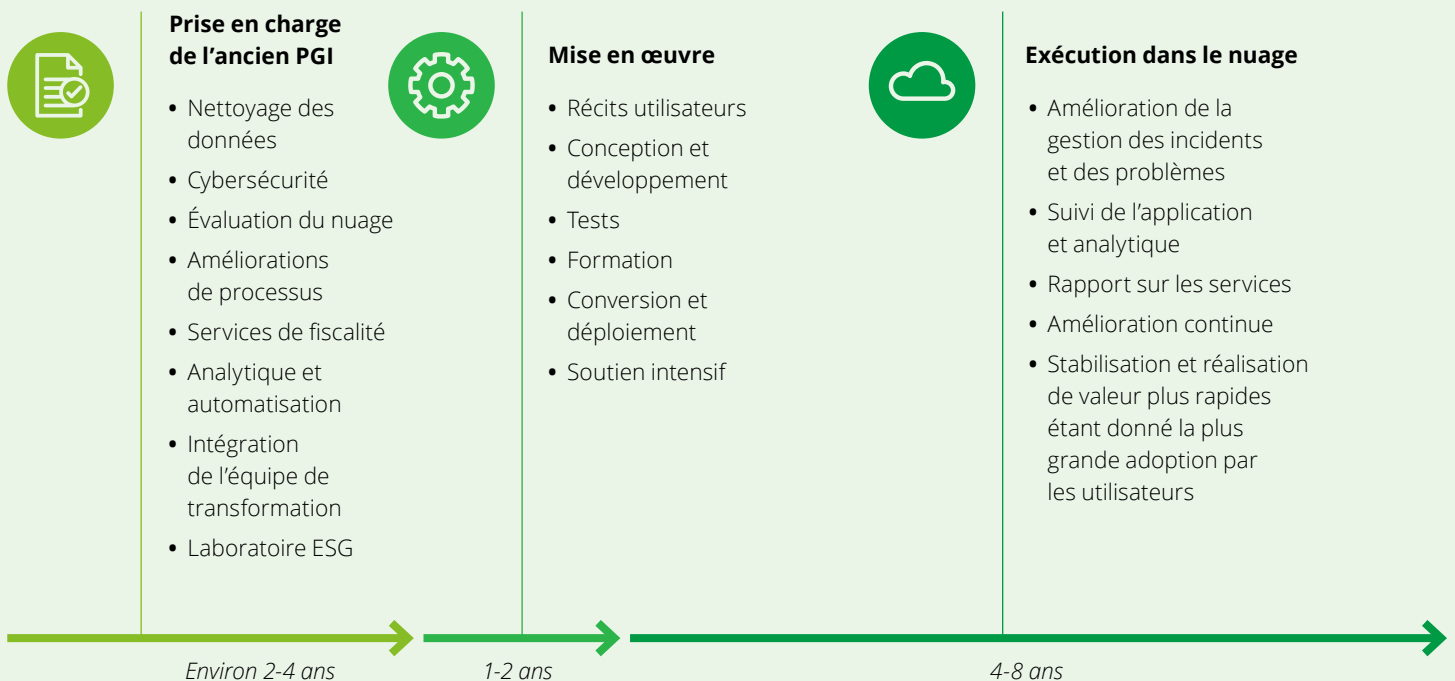 Prise en charge
de l’ancien PGI
• Nettoyage des
données
• Cybersécurité
• Évaluation du nuage
• Améliorations
de processus
• Services de fiscalité
• Analytique et
automatisation
• Intégration
de l’équipe de
transformation
• Laboratoire ESG
Environ 2-4 ans
Mise en œuvre
• Récits utilisateurs
• Conception et
développement
• Tests
• Formation
• Conversion et
déploiement
• Soutien intensif
1-2 ans
Exécution dans le nuage
• Amélioration de la
gestion des incidents
et des problèmes
• Suivi de l’application
et analytique
• Rapport sur les services
• Amélioration continue
• Stabilisation et réalisation
de valeur plus rapides
étant donné la plus
grande adoption par
les utilisateurs
4-8 ans